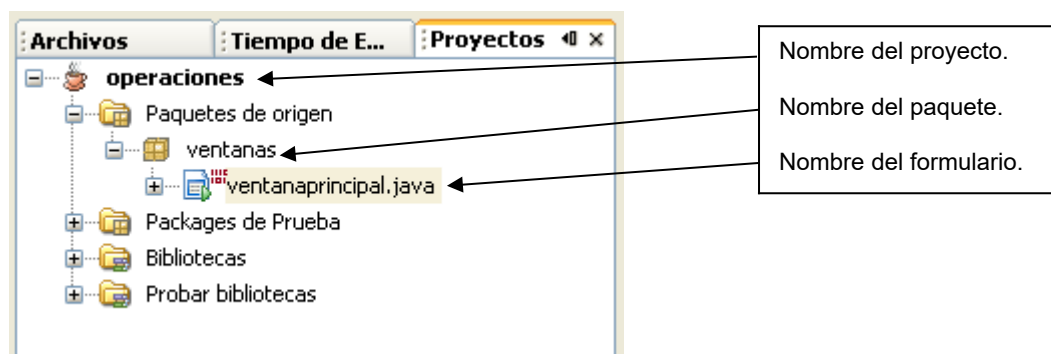 Archivos
Tiempo de E...
Proyectos
operaciones
Paquetes de origen
ventanas
ventanaprincipal.java
Packages de Prueba
Bibliotecas
Probar bibliotecas
Nombre del proyecto.
Nombre del paquete.
Nombre del formulario.